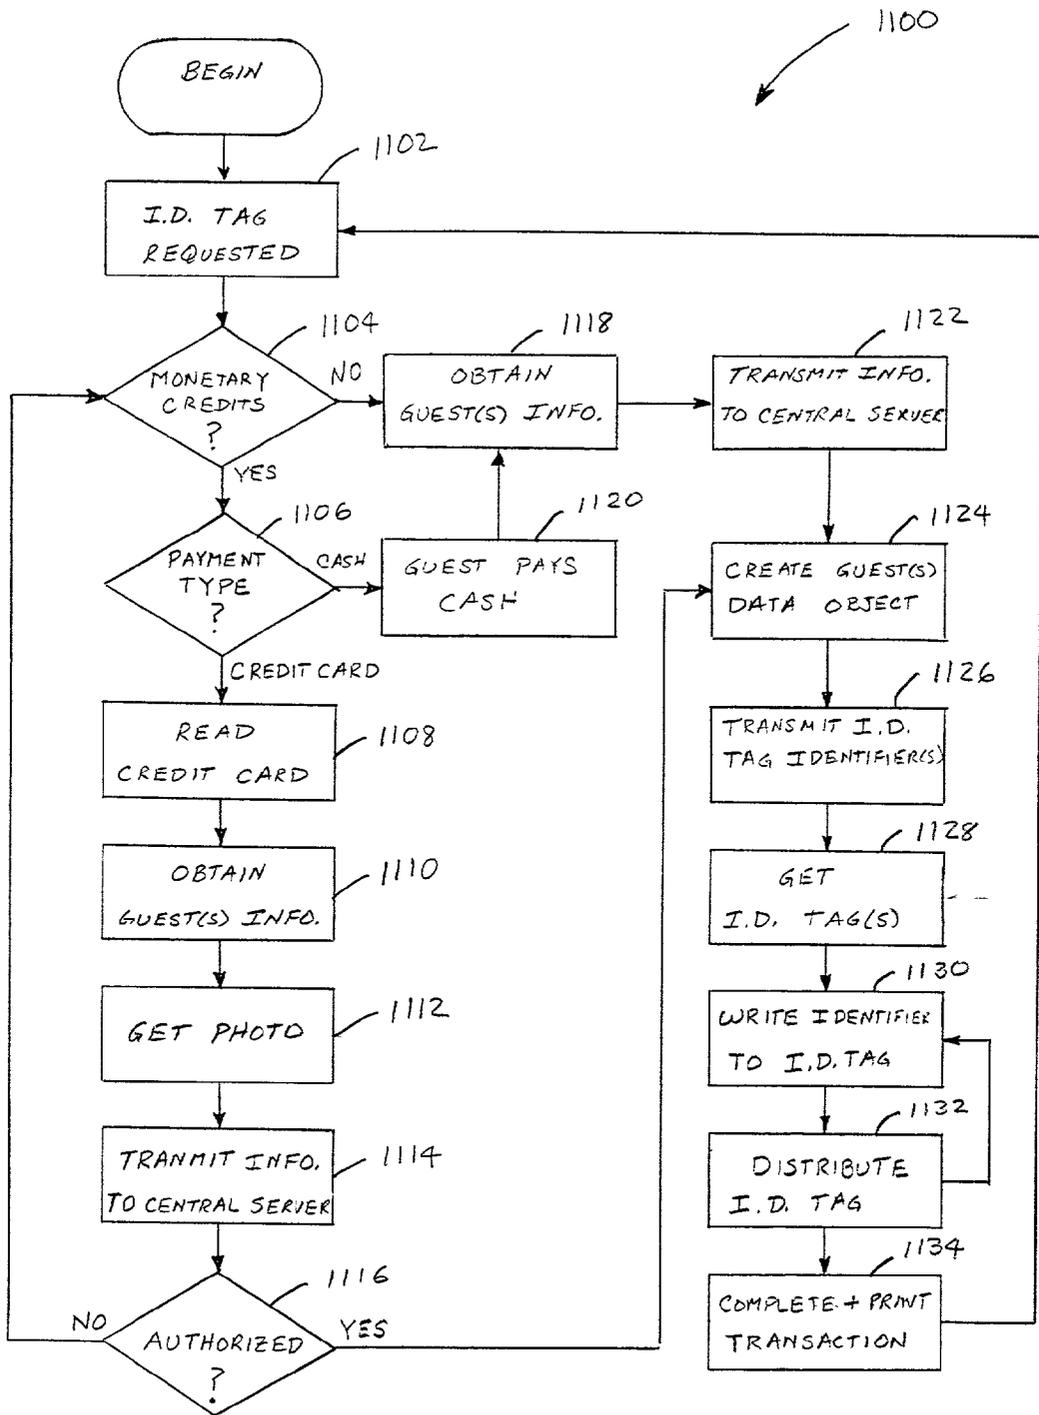 1100
BEGIN
1102
I.D. TAG
REQUESTED
1104
MONETARY
CREDITS
?
NO
YES
1118
OBTAIN
GUEST(S) INFO.
1122
TRANSMIT INFO.
TO CENTRAL SERVER
1106
PAYMENT
TYPE
?
CASH
CREDIT CARD
1120
GUEST PAYS
CASH
1124
CREATE GUEST(S)
DATA OBJECT
1108
READ
CREDIT CARD
1126
TRANSMIT I.D.
TAG IDENTIFIER(S)
1110
OBTAIN
GUEST(S) INFO.
1128
GET
I.D. TAG(S)
1112
GET PHOTO
1130
WRITE IDENTIFIER
TO I.D. TAG
1114
TRANMIT INFO.
TO CENTRAL SERVER
1132
DISTRIBUTE
I.D. TAG
1116
AUTHORIZED
?
NO
YES
1134
COMPLETE + PRINT
TRANSACTION